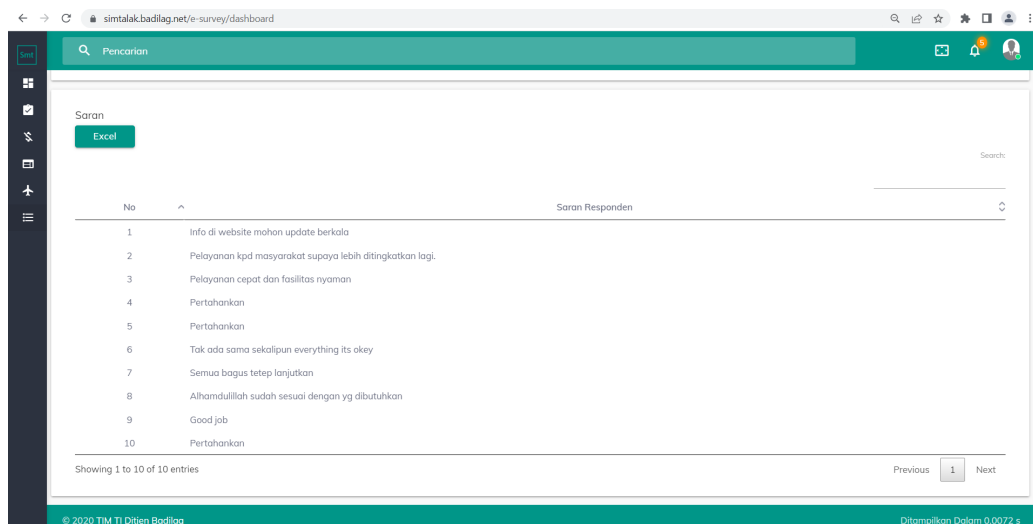 simtalak.badilag.net/e-survey/dashboard
Smt
Pencarian
5
Saran
Excel
Search:
No Saran Responden
1 Info di website mohon update berkala
2 Pelayanan kpd masyarakat supaya lebih ditingkatkan lagi.
3 Pelayanan cepat dan fasilitas nyaman
4 Pertahankan
5 Pertahankan
6 Tak ada sama sekalipun everything its okey
7 Semua bagus tetep lanjutkan
8 Alhamdulillah sudah sesuai dengan yg dibutuhkan
9 Good job
10 Pertahankan
Showing 1 to 10 of 10 entries Previous 1 Next
© 2020 TIM TI Ditjen Badilag Ditampilkan Dalam 0.0072 s